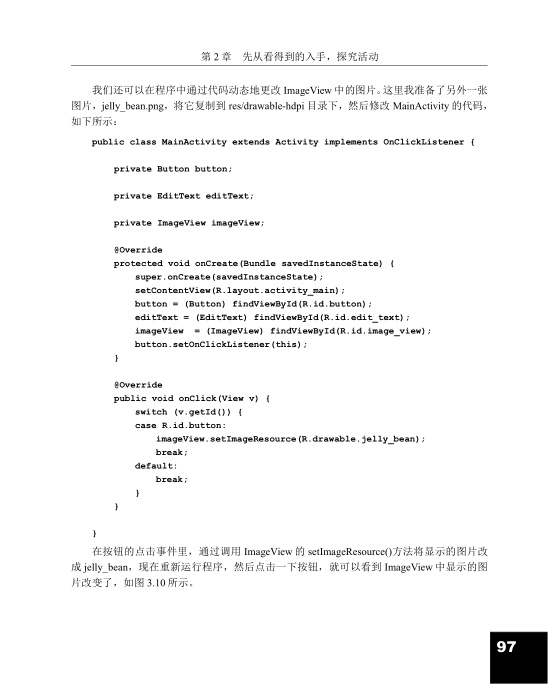 第 2 章　先从看得到的入手，探究活动
我们还可以在程序中通过代码动态地更改 ImageView 中的图片。这里我准备了另外一张
图片，jelly_bean.png，将它复制到 res/drawable-hdpi 目录下，然后修改 MainActivity 的代码，
如下所示：
public class MainActivity extends Activity implements OnClickListener {
private Button button;
private EditText editText;
private ImageView imageView;
@Override
protected void onCreate(Bundle savedInstanceState) {
super.onCreate(savedInstanceState);
setContentView(R.layout.activity_main);
button = (Button) findViewById(R.id.button);
editText = (EditText) findViewById(R.id.edit_text);
imageView  = (ImageView) findViewById(R.id.image_view);
button.setOnClickListener(this);
}
@Override
public void onClick(View v) {
switch (v.getId()) {
case R.id.button:
imageView.setImageResource(R.drawable.jelly_bean);
break;
default:
break;
}
}
}
在按钮的点击事件里，通过调用 ImageView 的 setImageResource()方法将显示的图片改
成 jelly_bean，现在重新运行程序，然后点击一下按钮，就可以看到 ImageView 中显示的图
片改变了，如图 3.10 所示。
97